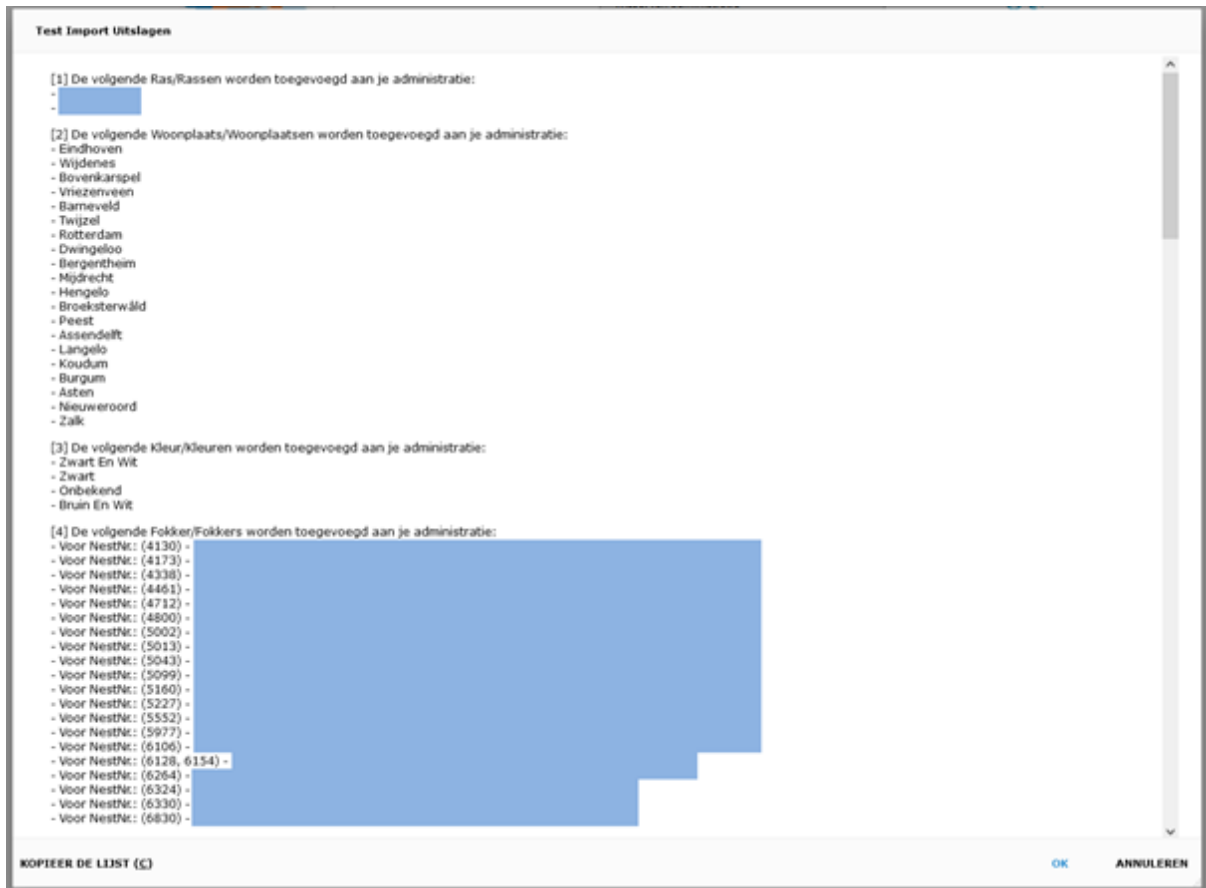 Test Import Uitslagen
[1] De volgende Ras/Rassen worden toegevoegd aan je administratie:
-
-
[2] De volgende Woonplaats/Woonplaatsen worden toegevoegd aan je administratie:
- Eindhoven
- Wijdenes
- Bovenkarspel
- Vriezenveen
- Barneveld
- Twijzel
- Rotterdam
- Dwingeloo
- Bergentheim
- Mijdrecht
- Hengelo
- Broeksterwâld
- Peest
- Assendelft
- Langelo
- Koudum
- Burgum
- Asten
- Nieuweroord
- Zalk
[3] De volgende Kleur/Kleuren worden toegevoegd aan je administratie:
- Zwart En Wit
- Zwart
- Onbekend
- Bruin En Wit
[4] De volgende Fokker/Fokkers worden toegevoegd aan je administratie:
- Voor NestNr.: (4130) -
- Voor NestNr.: (4173) -
- Voor NestNr.: (4338) -
- Voor NestNr.: (4461) -
- Voor NestNr.: (4712) -
- Voor NestNr.: (4800) -
- Voor NestNr.: (5002) -
- Voor NestNr.: (5013) -
- Voor NestNr.: (5043) -
- Voor NestNr.: (5099) -
- Voor NestNr.: (5160) -
- Voor NestNr.: (5227) -
- Voor NestNr.: (5552) -
- Voor NestNr.: (5977) -
- Voor NestNr.: (6106) -
- Voor NestNr.: (6128, 6154) -
- Voor NestNr.: (6264) -
- Voor NestNr.: (6324) -
- Voor NestNr.: (6330) -
- Voor NestNr.: (6830) -
KOPIEER DE LIJST (C)
OK
ANNULEREN